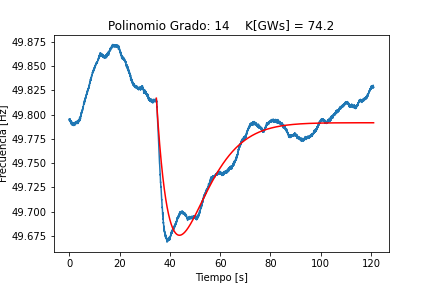 Polinomio Grado: 14    K[GWs] = 74.2
49.875
49.850
49.825
49.800
49.775
49.750
49.725
49.700
49.675
Frecuencia [Hz]
0 20 40 60 80 100 120
Tiempo [s]